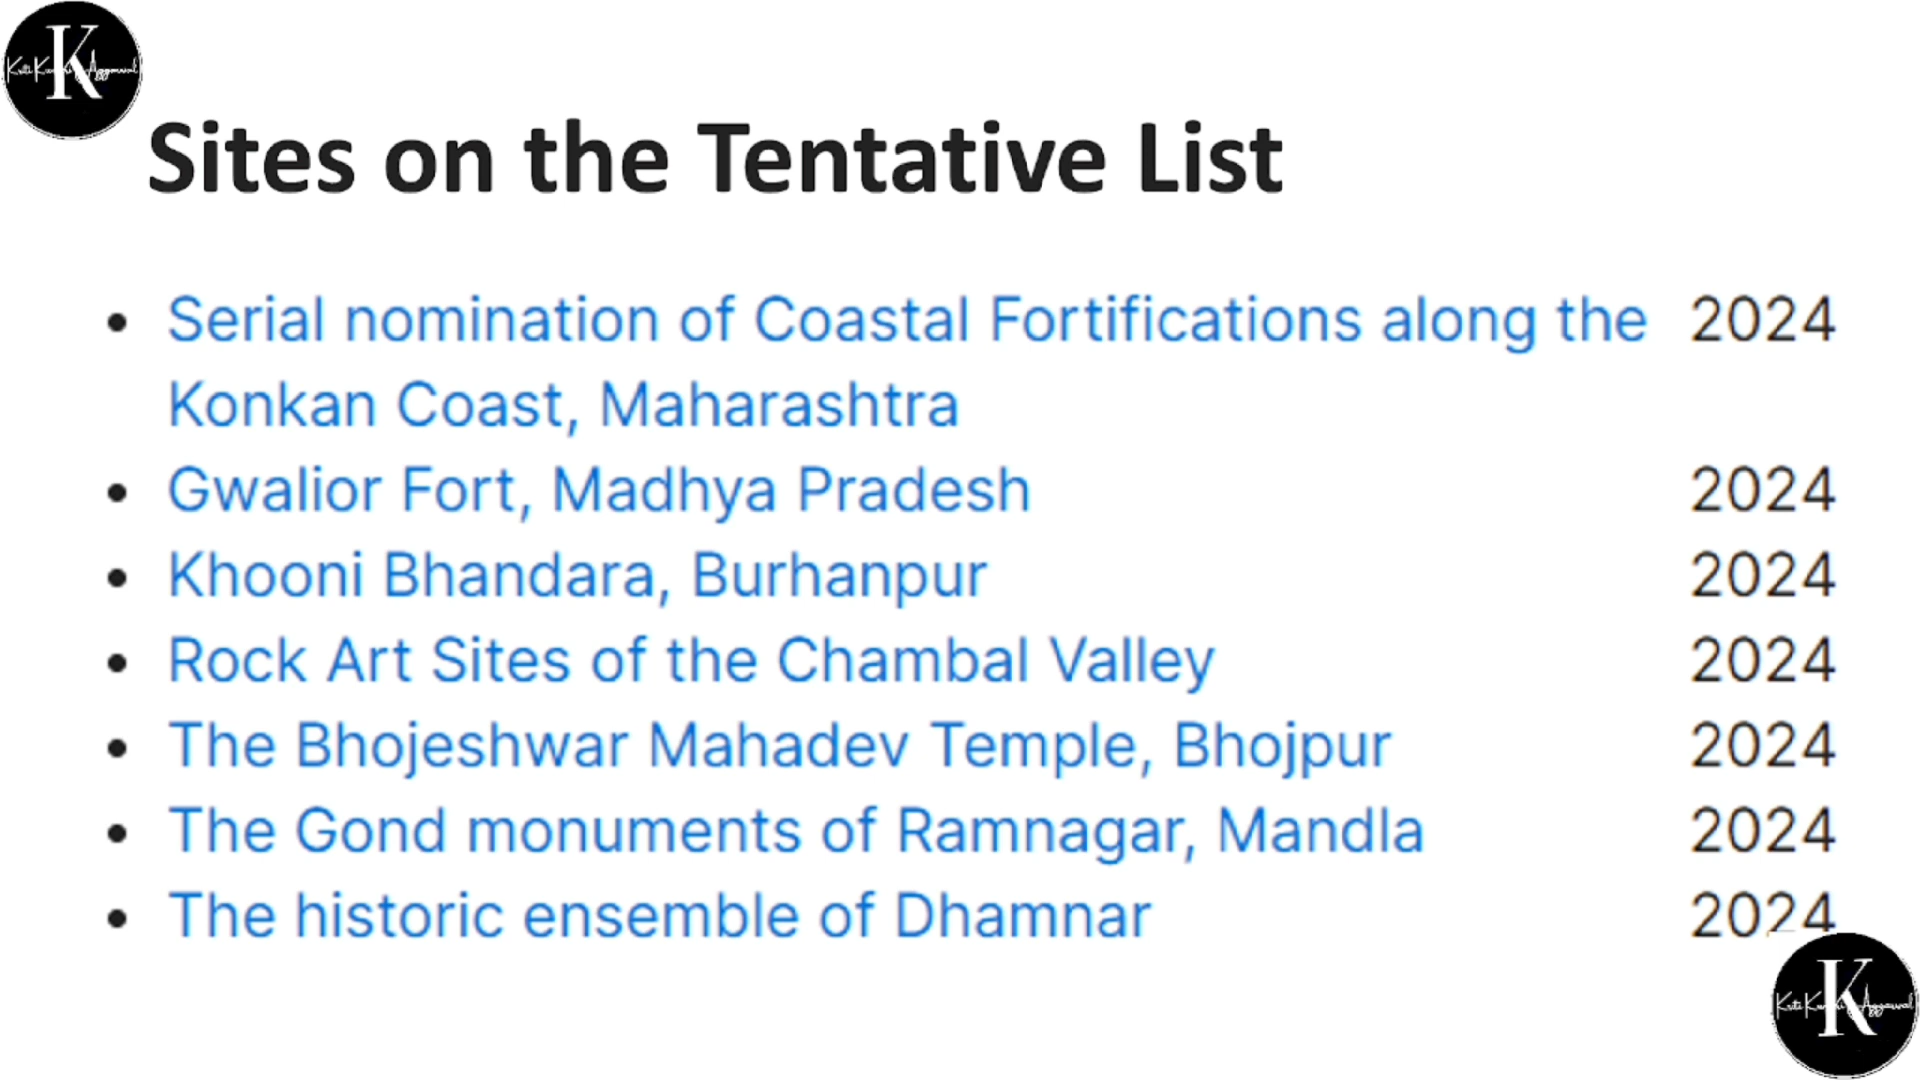 K
Sites on the Tentative List
• Serial nomination of Coastal Fortifications along the 2024
Konkan Coast, Maharashtra
• Gwalior Fort, Madhya Pradesh 2024
• Khooni Bhandara, Burhanpur 2024
• Rock Art Sites of the Chambal Valley 2024
• The Bhojeshwar Mahadev Temple, Bhojpur 2024
• The Gond monuments of Ramnagar, Mandla 2024
• The historic ensemble of Dhamnar 2024
K